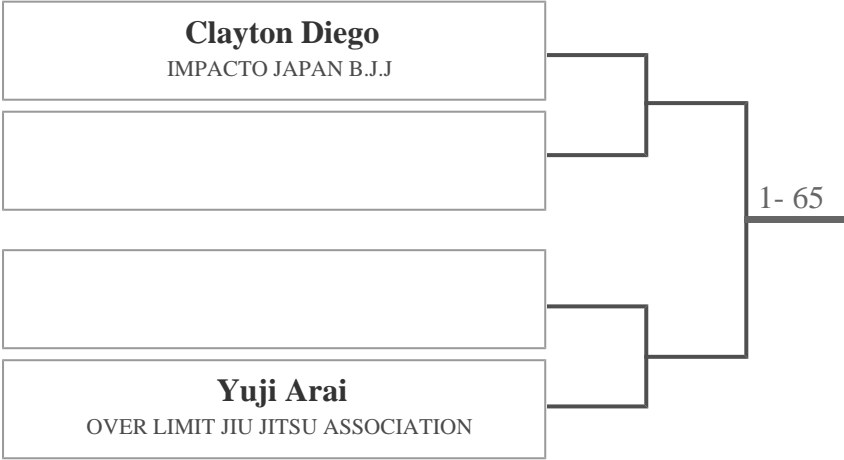 Clayton Diego
IMPACTO JAPAN B.J.J
1- 65
Yuji Arai
OVER LIMIT JIU JITSU ASSOCIATION